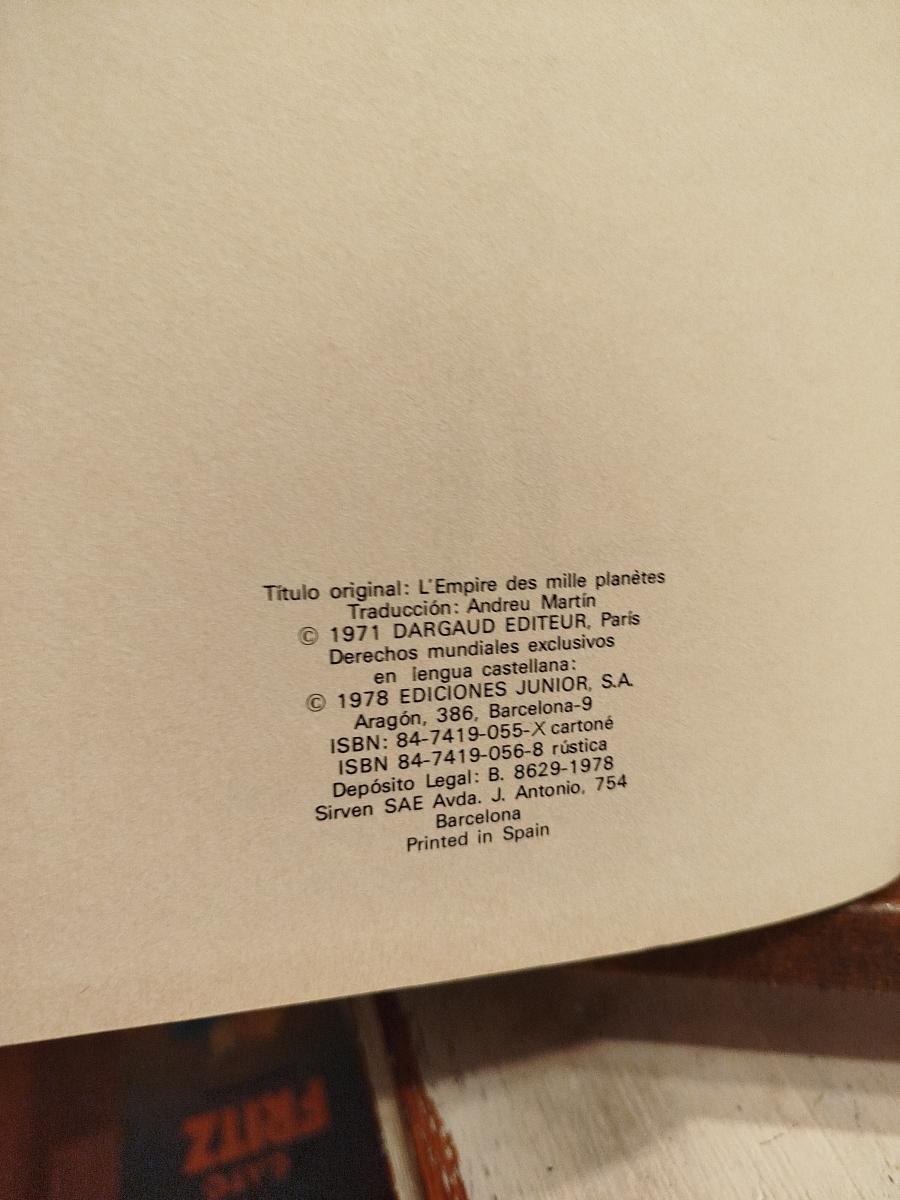 Título original: L'Empire des mille planètes
Traducción: Andreu Martín
© 1971 DARGAUD EDITEUR, París
Derechos mundiales exclusivos
en lengua castellana:
© 1978 EDICIONES JUNIOR, S.A.
Aragón, 386, Barcelona-9
ISBN: 84-7419-055-X cartoné
ISBN 84-7419-056-8 rústica
Depósito Legal: B. 8629-1978
Sirven SAE Avda. J. Antonio, 754
Barcelona
Printed in Spain
FRITZ